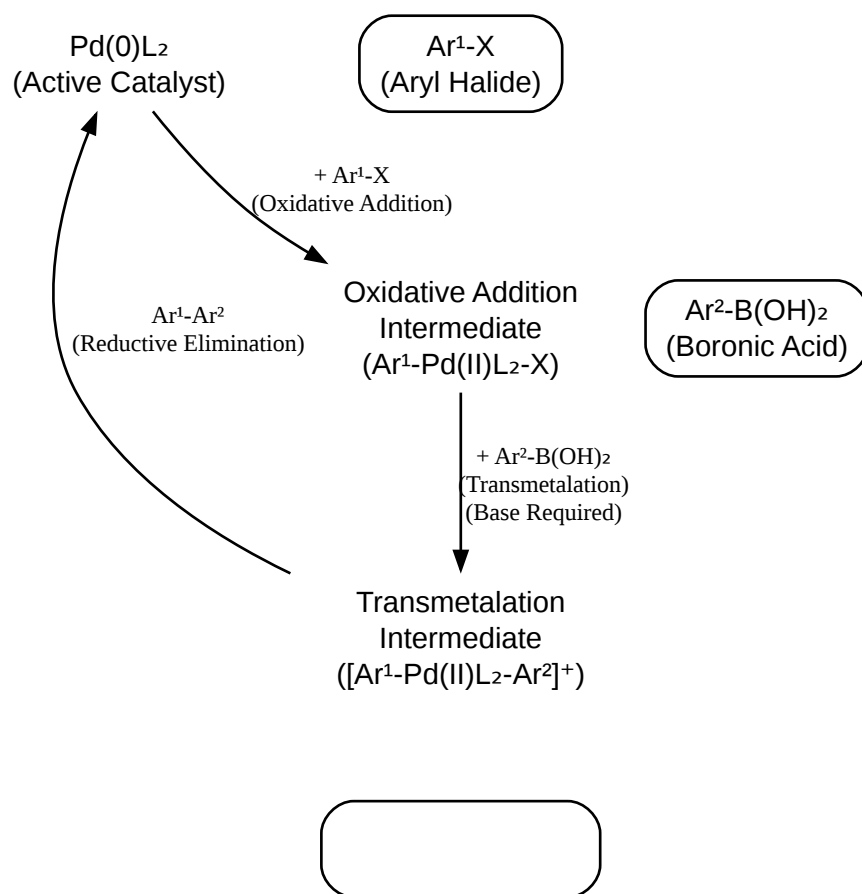 Pd(0)L₂
(Active Catalyst)
Ar¹-X
(Aryl Halide)
+ Ar¹-X
(Oxidative Addition)
Oxidative Addition
Intermediate
(Ar¹-Pd(II)L₂-X)
Ar²-B(OH)₂
(Boronic Acid)
Ar¹-Ar²
(Reductive Elimination)
+ Ar²-B(OH)₂
(Transmetalation)
(Base Required)
Transmetalation
Intermediate
([Ar¹-Pd(II)L₂-Ar²]⁺)